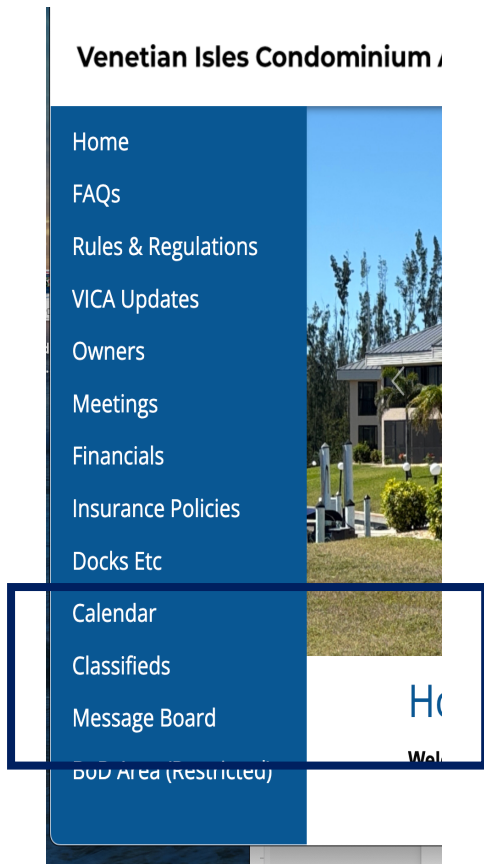 Venetian Isles Condominium
Home
FAQs
Rules & Regulations
VICA Updates
Owners
Meetings
Financials
Insurance Policies
Docks Etc
Calendar
Classifieds
Message Board
BoD Area (Restricted)